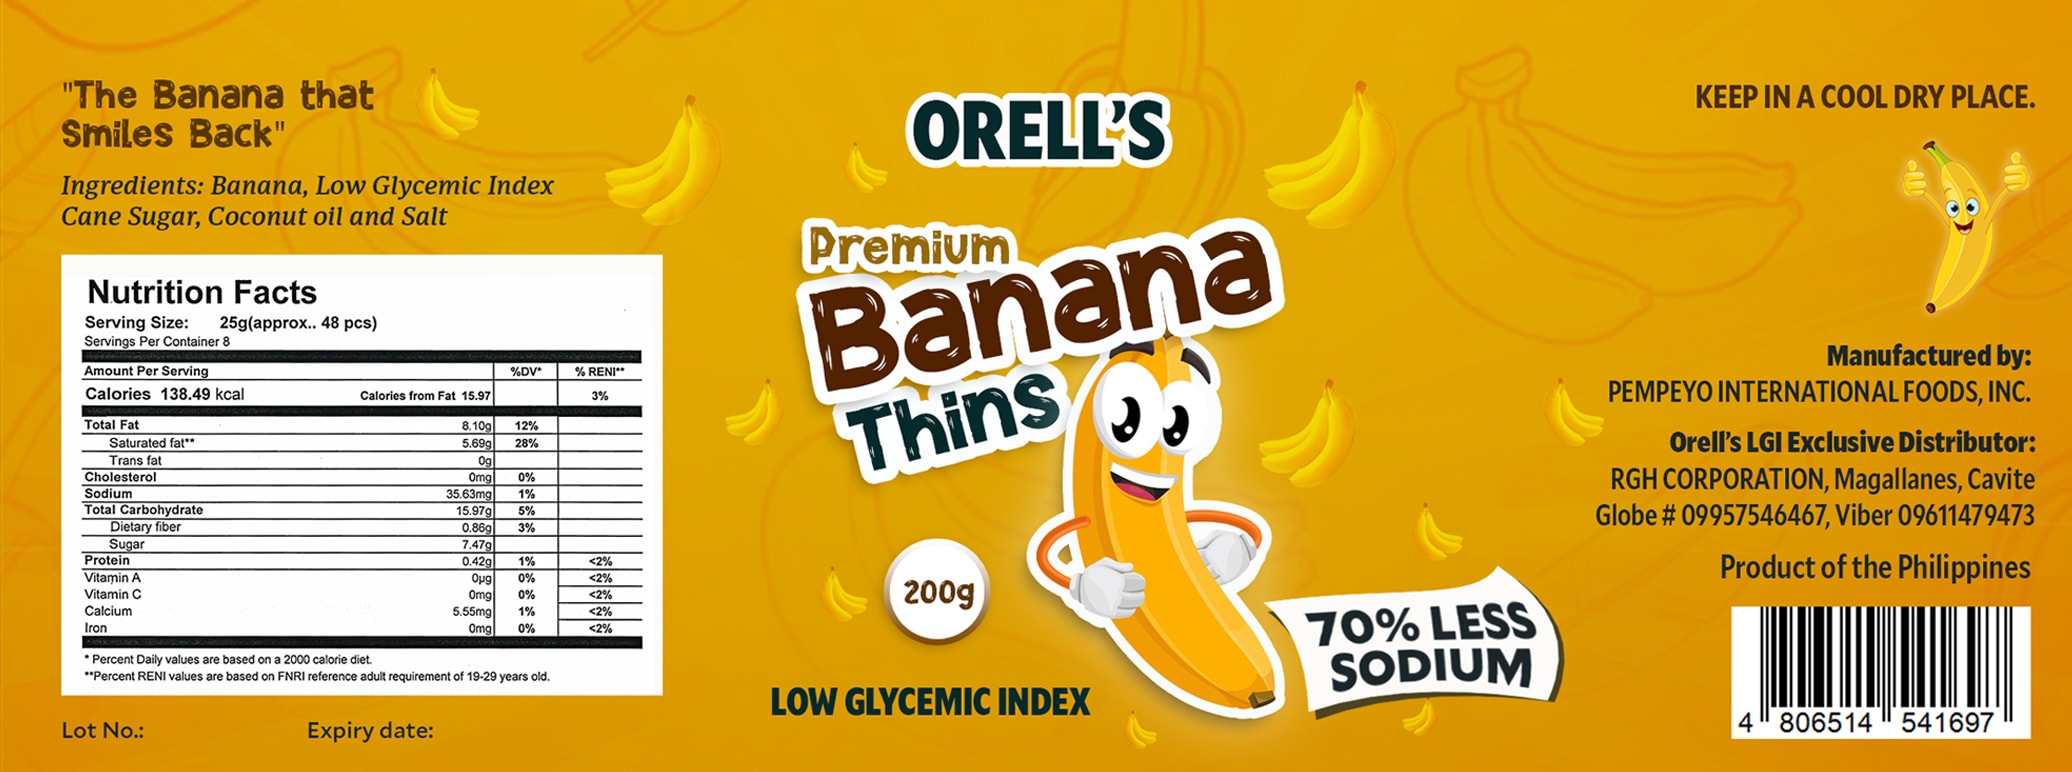 "The Banana that
Smiles Back"
Ingredients: Banana, Low Glycemic Index
Cane Sugar, Coconut oil and Salt
Nutrition Facts
Serving Size: 25g(approx.. 48 pcs)
Servings Per Container 8
Amount Per Serving %DV* % RENI**
Calories 138.49 kcal Calories from Fat 15.97 3%
Total Fat 8.10g 12%
Saturated fat** 5.69g 28%
Trans fat 0g
Cholesterol 0mg 0%
Sodium 35.63mg 1%
Total Carbohydrate 15.97g 5%
Dietary fiber 0.86g 3%
Sugar 7.47g
Protein 0.42g 1% <2%
Vitamin A 0µg 0% <2%
Vitamin C 0mg 0% <2%
Calcium 5.55mg 1% <2%
Iron 0mg 0% <2%
* Percent Daily values are based on a 2000 calorie diet.
**Percent RENI values are based on FNRI reference adult requirement of 19-29 years old.
Lot No.: Expiry date:
ORELL'S
Premium
Banana
Thins
200g
LOW GLYCEMIC INDEX
70% LESS
SODIUM
KEEP IN A COOL DRY PLACE.
Manufactured by:
PEMPEYO INTERNATIONAL FOODS, INC.
Orell's LGI Exclusive Distributor:
RGH CORPORATION, Magallanes, Cavite
Globe # 09957546467, Viber 09611479473
Product of the Philippines
4 806514 541697